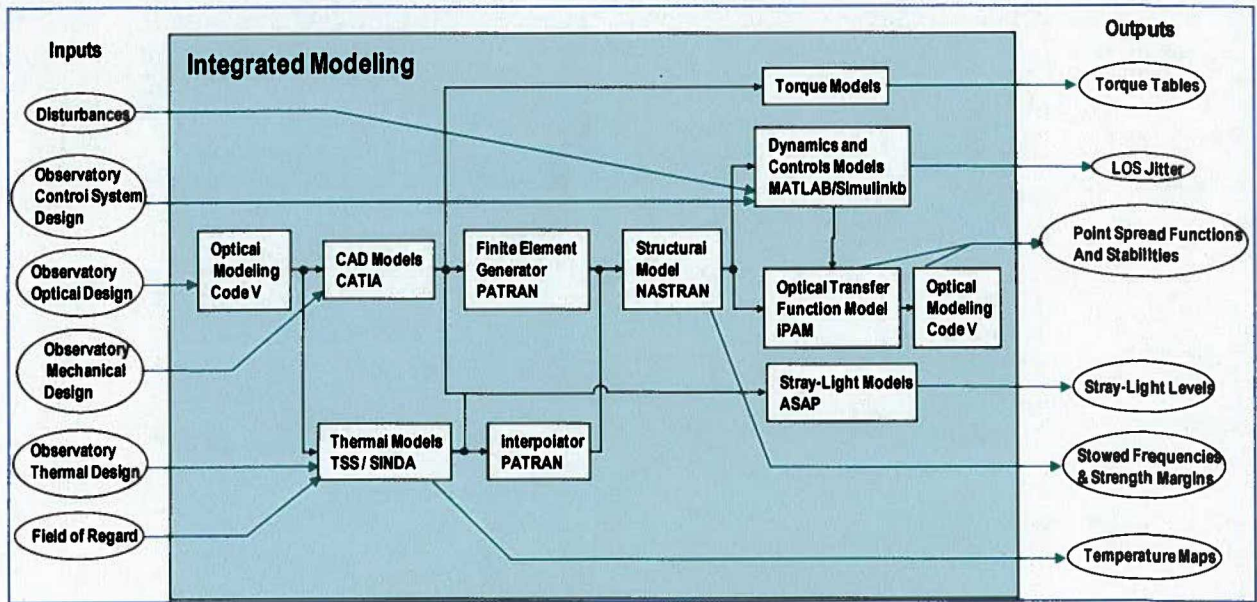 Inputs
Outputs
Integrated Modeling
Disturbances
Observatory
Control System
Design
Observatory
Optical Design
Observatory
Mechanical
Design
Observatory
Thermal Design
Field of Regard
Optical
Modeling
Code V
CAD Models
CATIA
Finite Element
Generator
PATRAN
Structural
Model
NASTRAN
Torque Models
Dynamics and
Controls Models
MATLAB/Simulinkb
Optical Transfer
Function Model
iPAM
Optical
Modeling
Code V
Stray-Light Models
ASAP
Thermal Models
TSS / SINDA
Interpolator
PATRAN
Torque Tables
LOS Jitter
Point Spread Functions
And Stabilities
Stray-Light Levels
Stowed Frequencies
& Strength Margins
Temperature Maps